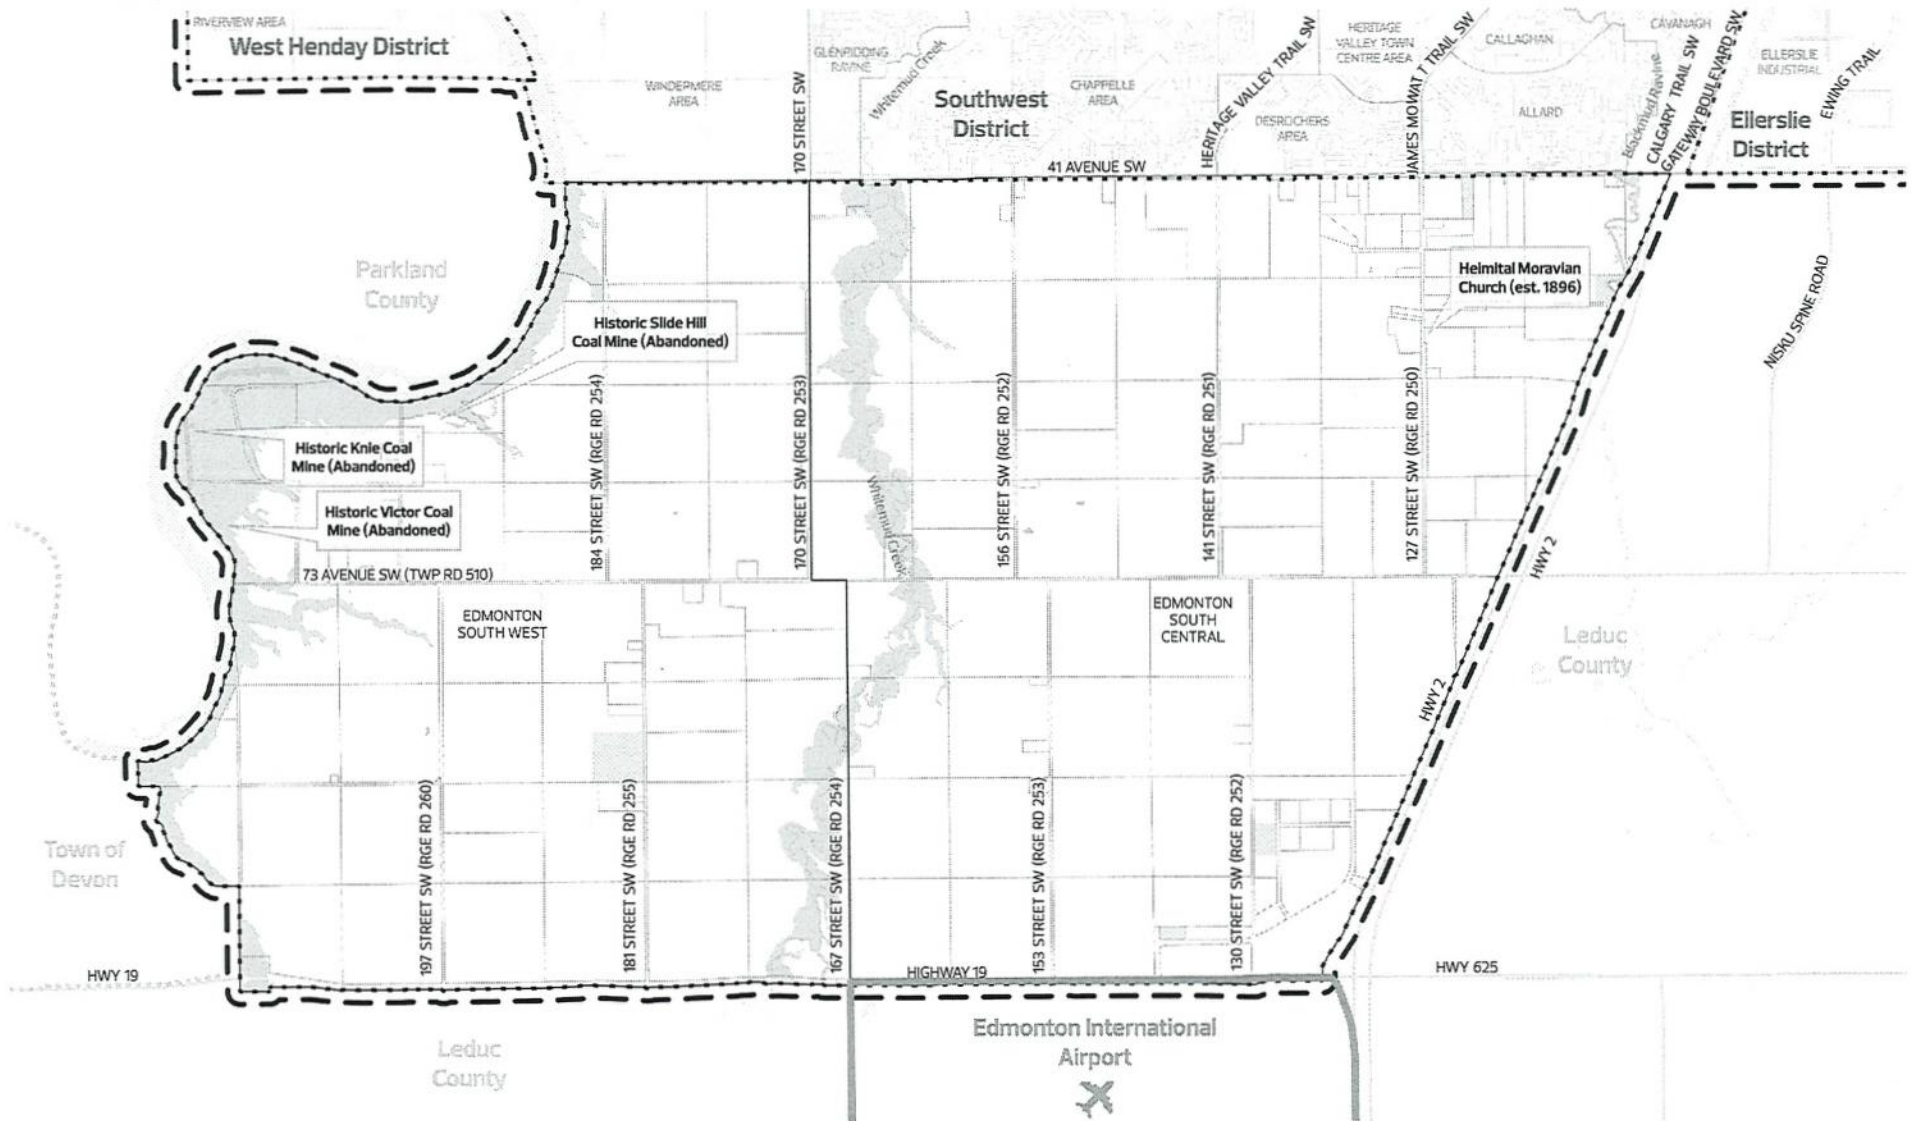 RIVERVIEW AREA
West Henday District
WINDERMERE
AREA
170 STREET SW
GLENRIDDING
RAVINE
Whitemud Creek
Southwest
District
CHAPPELLE
AREA
HERITAGE VALLEY TRAIL SW
HERITAGE
VALLEY TOWN
CENTRE AREA
DESROCHERS
AREA
JAMES MOWATT TRAIL SW
CALLAGHAN
ALLARD
CAVANAGH
Blackmud Ravine
CALGARY TRAIL SW
GATEWAY BOULEVARD SW
ELLERSLIE
INDUSTRIAL
EWING TRAIL
Ellerslie
District
41 AVENUE SW
Parkland
County
Historic Slide Hill
Coal Mine (Abandoned)
Heimital Moravian
Church (est. 1896)
NISKU SPINE ROAD
Historic Knie Coal
Mine (Abandoned)
Historic Victor Coal
Mine (Abandoned)
184 STREET SW (RGE RD 254)
170 STREET SW (RGE RD 253)
Whitemud Creek
156 STREET SW (RGE RD 252)
141 STREET SW (RGE RD 251)
127 STREET SW (RGE RD 250)
HWY 2
73 AVENUE SW (TWP RD 510)
EDMONTON
SOUTH WEST
EDMONTON
SOUTH
CENTRAL
Leduc
County
HWY 2
Town of
Devon
197 STREET SW (RGE RD 260)
181 STREET SW (RGE RD 255)
167 STREET SW (RGE RD 254)
153 STREET SW (RGE RD 253)
130 STREET SW (RGE RD 252)
HWY 19
HIGHWAY 19
HWY 625
Leduc
County
Edmonton International
Airport